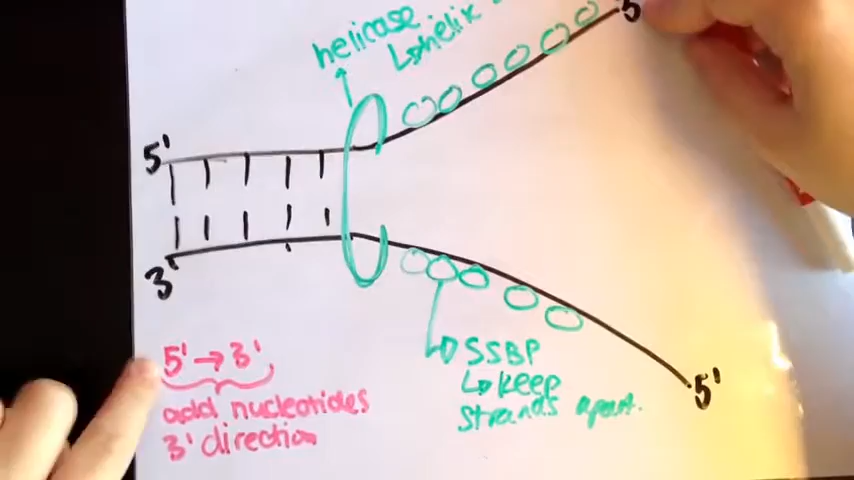 helicase
↳ helix
5'
5'
3'
5'
5' → 3'
add nucleotides
3' direction
SSBP
↳ keep
strands apart.